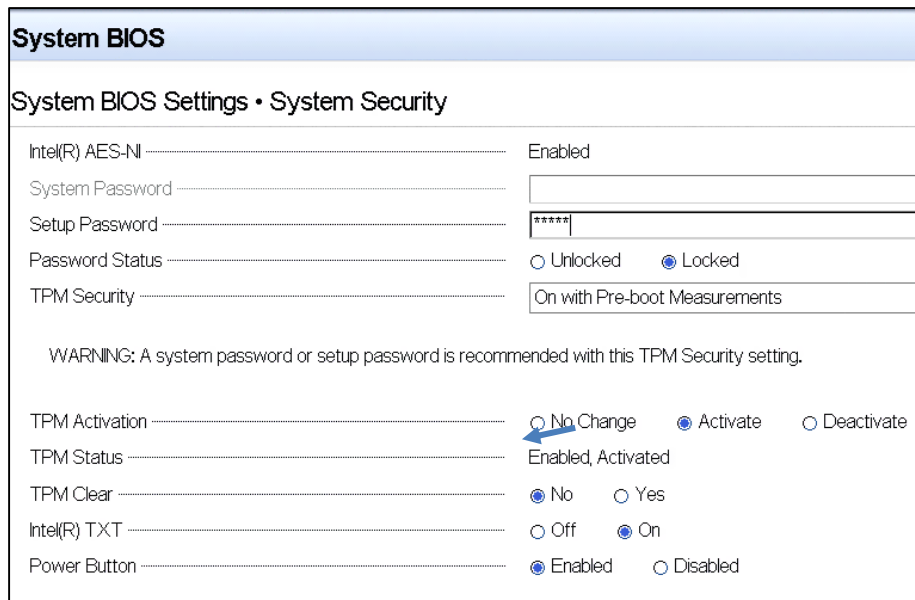 System BIOS
System BIOS Settings • System Security
Intel(R) AES-NI Enabled
System Password
Setup Password *****
Password Status Unlocked Locked
TPM Security On with Pre-boot Measurements
WARNING: A system password or setup password is recommended with this TPM Security setting.
TPM Activation No Change Activate Deactivate
TPM Status Enabled, Activated
TPM Clear No Yes
Intel(R) TXT Off On
Power Button Enabled Disabled